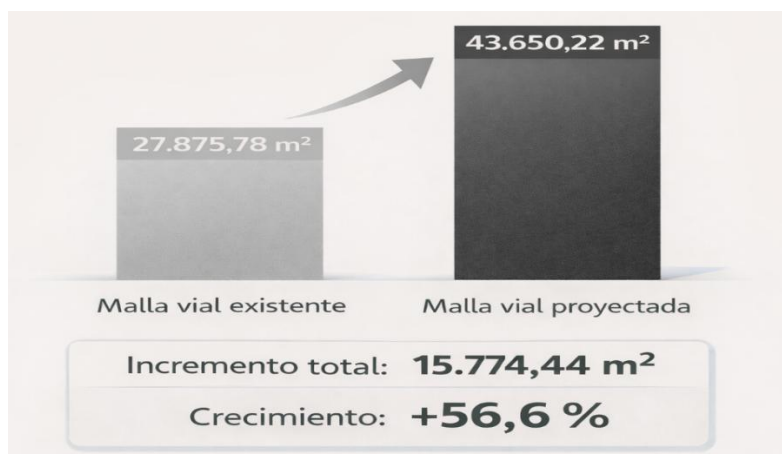 43.650,22 m²
27.875,78 m²
Malla vial existente
Malla vial proyectada
Incremento total: 15.774,44 m²
Crecimiento: +56,6 %